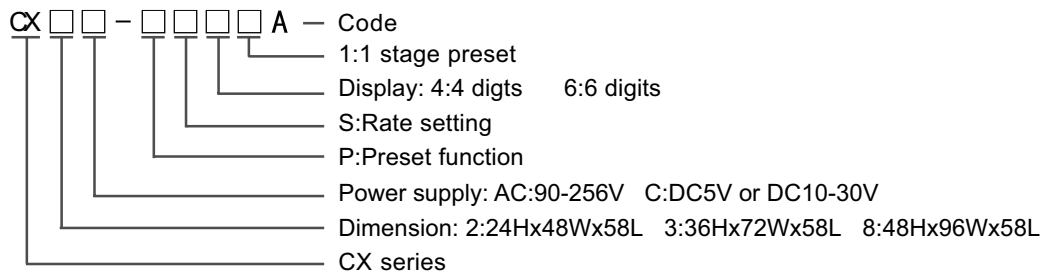 CX□□-□□□□A — Code
1:1 stage preset
Display: 4:4 digts 6:6 digits
S:Rate setting
P:Preset function
Power supply: AC:90-256V C:DC5V or DC10-30V
Dimension: 2:24Hx48Wx58L 3:36Hx72Wx58L 8:48Hx96Wx58L
CX series